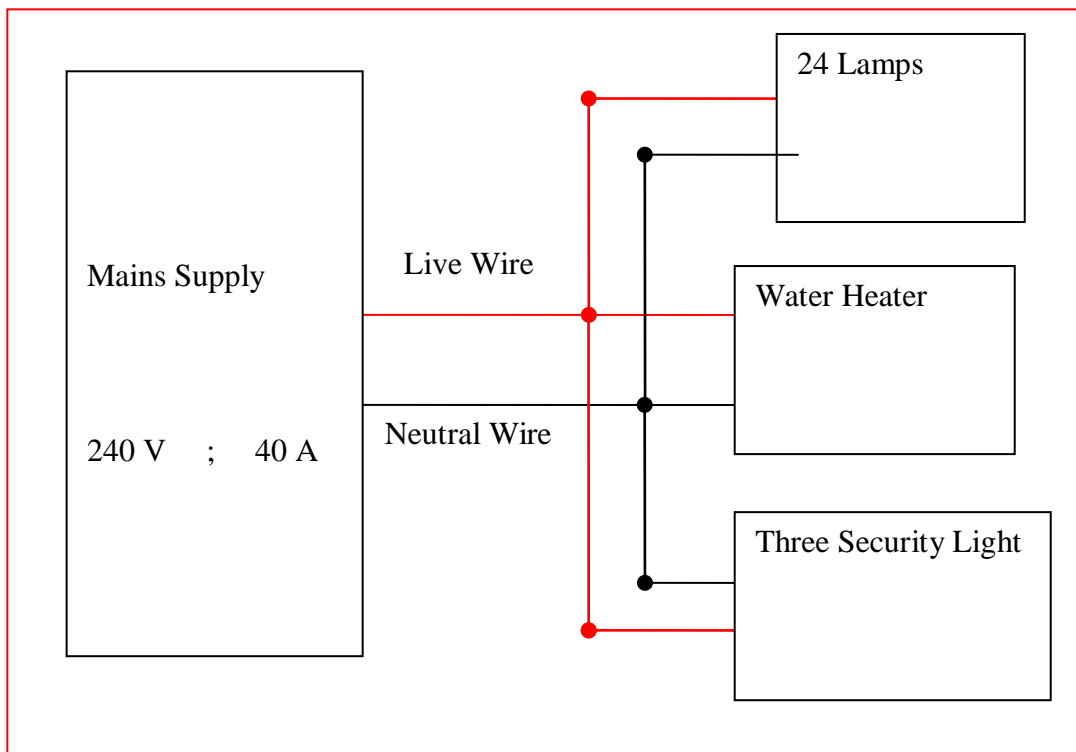 24 Lamps
Live Wire
Mains Supply
Water Heater
Neutral Wire
240 V ; 40 A
Three Security Light